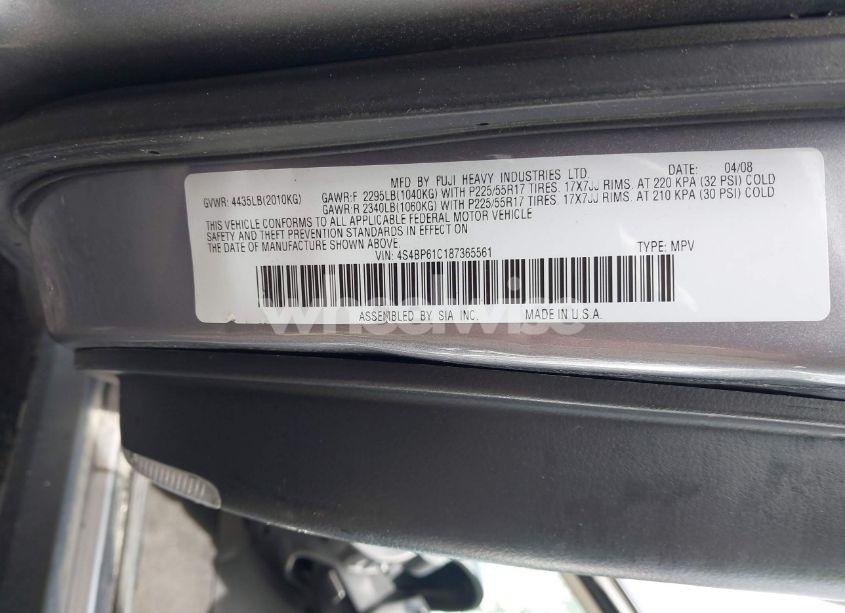 MFD BY FUJI HEAVY INDUSTRIES LTD. DATE: 04/08
GVWR: 4435LB(2010KG) GAWR:F 2295LB(1040KG) WITH P225/55R17 TIRES. 17X7JJ RIMS. AT 220 KPA (32 PSI) COLD
GAWR:R 2340LB(1060KG) WITH P225/55R17 TIRES. 17X7JJ RIMS. AT 210 KPA (30 PSI) COLD
THIS VEHICLE CONFORMS TO ALL APPLICABLE FEDERAL MOTOR VEHICLE
SAFETY AND THEFT PREVENTION STANDARDS IN EFFECT ON
THE DATE OF MANUFACTURE SHOWN ABOVE.
VIN: 4S4BP61C187365561 TYPE: MPV
wheelwise
ASSEMBLED BY SIA INC. MADE IN U.S.A.